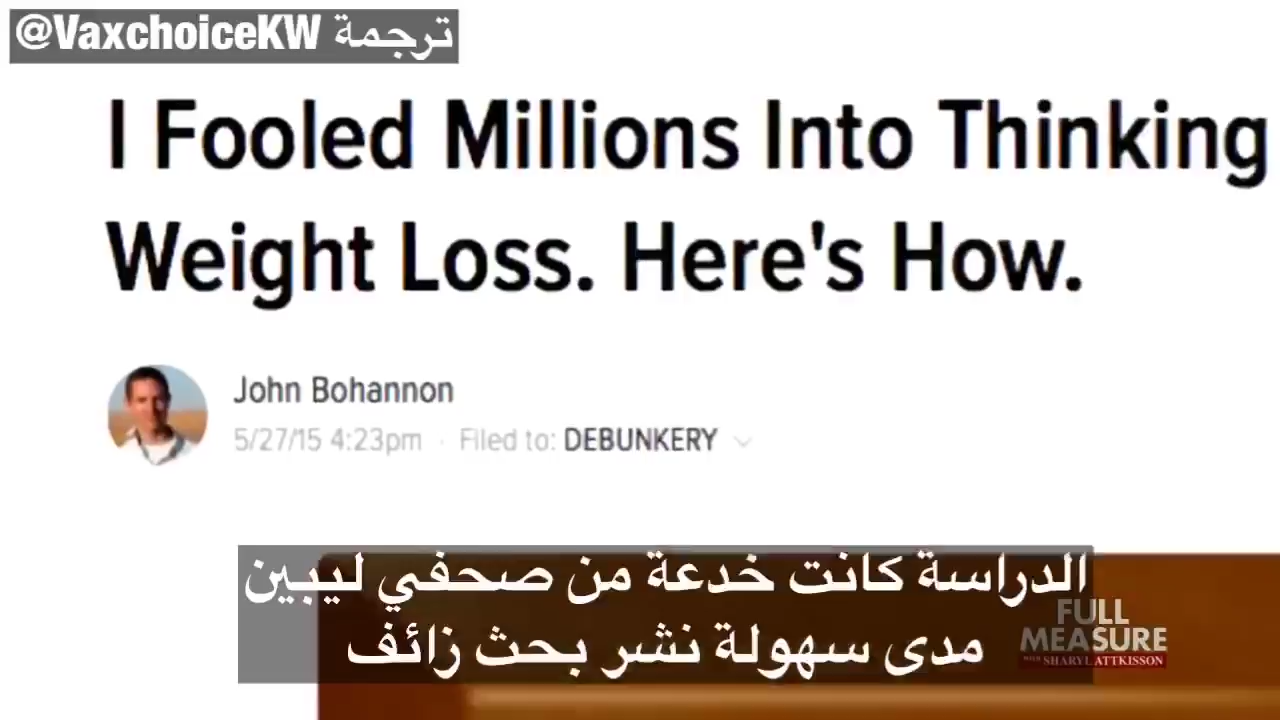 @VaxchoiceKW ترجمة
I Fooled Millions Into Thinking
Weight Loss. Here's How.
John Bohannon
5/27/15 4:23pm · Filed to: DEBUNKERY
الدراسة كانت خدعة من صحفي ليبين
مدى سهولة نشر بحث زائف
FULL
MEASURE
WITH SHARYL ATTKISSON